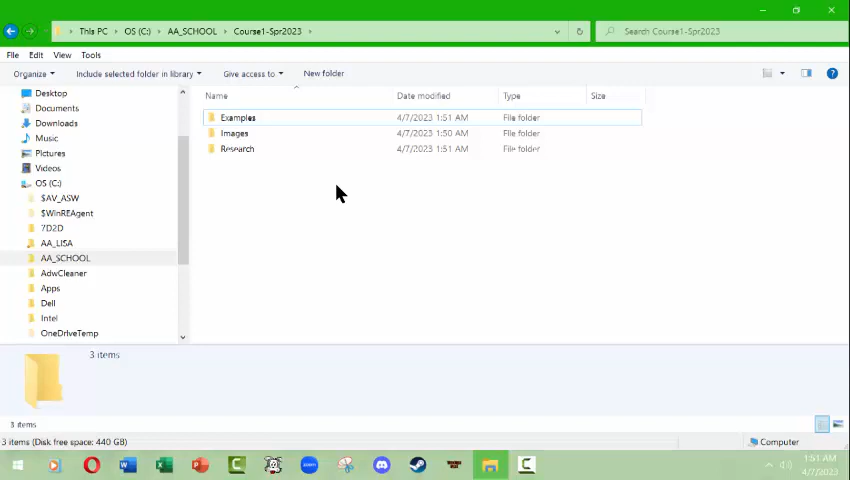 This PC > OS (C:) > AA_SCHOOL > Course1-Spr2023 >
Search Course1-Spr2023
File Edit View Tools
Organize Include selected folder in library Give access to New folder
Name Date modified Type Size
Examples 4/7/2023 1:51 AM File folder
Images 4/7/2023 1:50 AM File folder
Research 4/7/2023 1:51 AM File folder
Desktop
Documents
Downloads
Music
Pictures
Videos
OS (C:)
$AV_ASW
$WinREAgent
7D2D
AA_LISA
AA_SCHOOL
AdwCleaner
Apps
Dell
Intel
OneDriveTemp
3 items
3 items
3 items (Disk free space: 440 GB) Computer
zoom
1:51 AM
4/7/2023